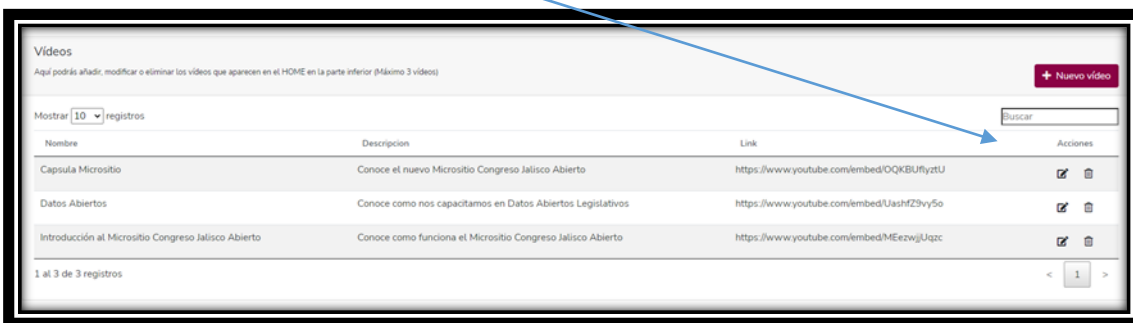 Vídeos
Aquí podrás añadir, modificar o eliminar los vídeos que aparecen en el HOME en la parte inferior (Máximo 3 vídeos)
+ Nuevo vídeo
Mostrar 10 registros
Buscar
Nombre Descripcion Link Acciones
Capsula Micrositio Conoce el nuevo Micrositio Congreso Jalisco Abierto https://www.youtube.com/embed/OQKBUflyztU
Datos Abiertos Conoce como nos capacitamos en Datos Abiertos Legislativos https://www.youtube.com/embed/UashfZ9vy5o
Introducción al Micrositio Congreso Jalisco Abierto Conoce como funciona el Micrositio Congreso Jalisco Abierto https://www.youtube.com/embed/MEezwjjUqzc
1 al 3 de 3 registros
< 1 >